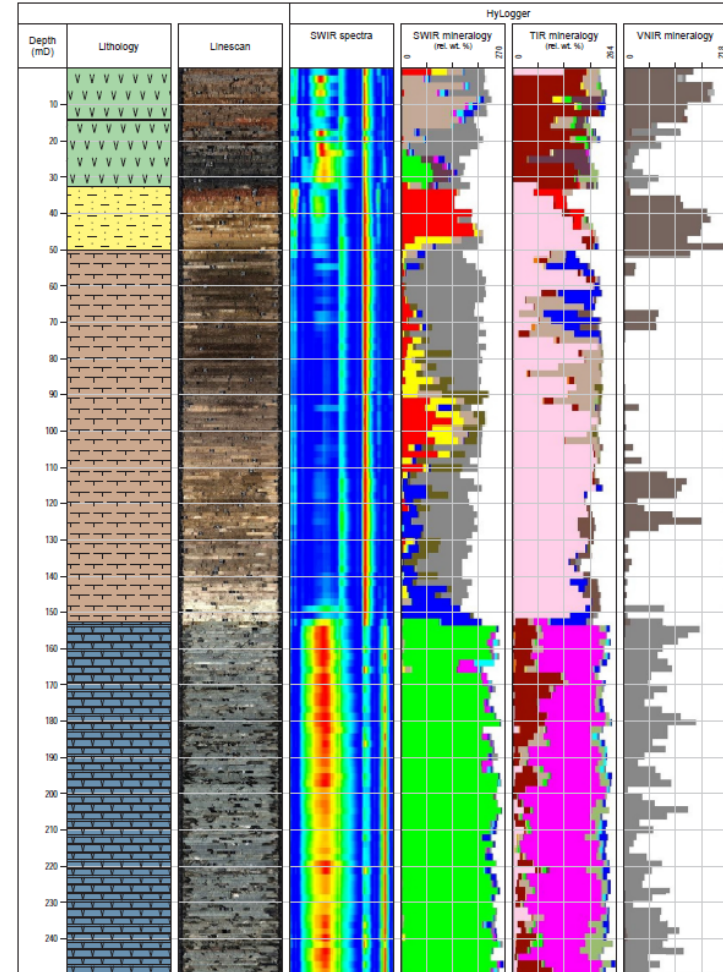 HyLogger
Depth
(mD)
Lithology
Linescan
SWIR spectra
SWIR mineralogy
(rel. wt. %)
0
270
TIR mineralogy
(rel. wt. %)
0
294
VNIR mineralogy
0
218
10
20
30
40
50
60
70
80
90
100
110
120
130
140
150
160
170
180
190
200
210
220
230
240